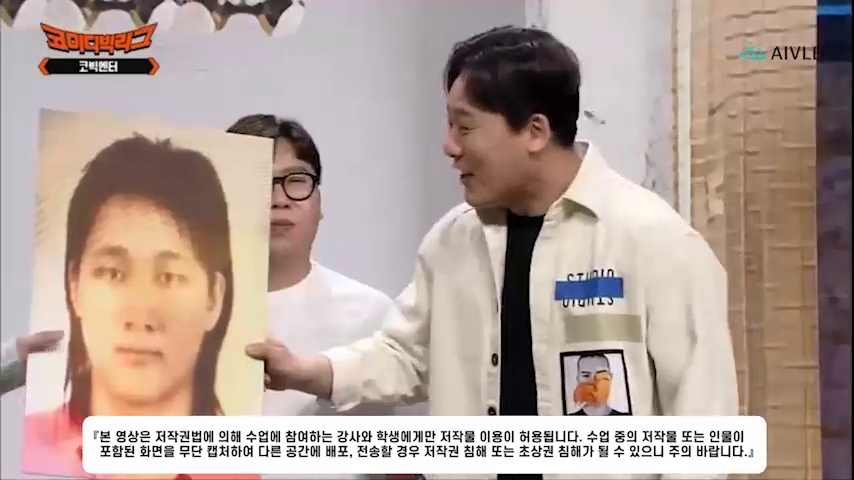 코미디빅리그
코빅엔터
AIVLE
STUDIO
STUDIO
『본 영상은 저작권법에 의해 수업에 참여하는 강사와 학생에게만 저작물 이용이 허용됩니다. 수업 중의 저작물 또는 인물이
포함된 화면을 무단 캡처하여 다른 공간에 배포, 전송할 경우 저작권 침해 또는 초상권 침해가 될 수 있으니 주의 바랍니다.』